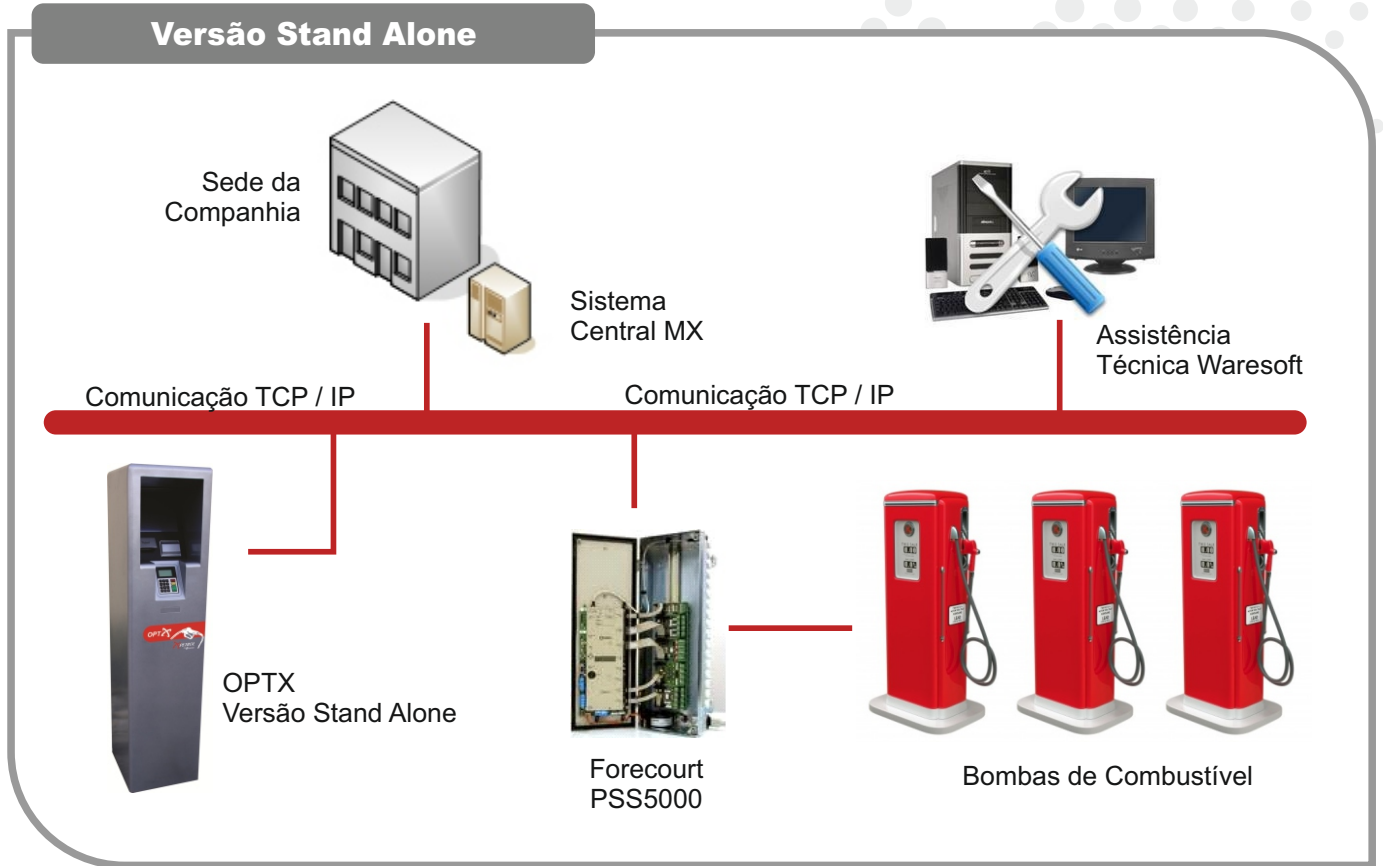 Versão Stand Alone
Sede da
Companhia
Sistema
Central MX
Assistência
Técnica Waresoft
Comunicação TCP / IP
Comunicação TCP / IP
OPTX
OPTX
Versão Stand Alone
Forecourt
PSS5000
Bombas de Combustível